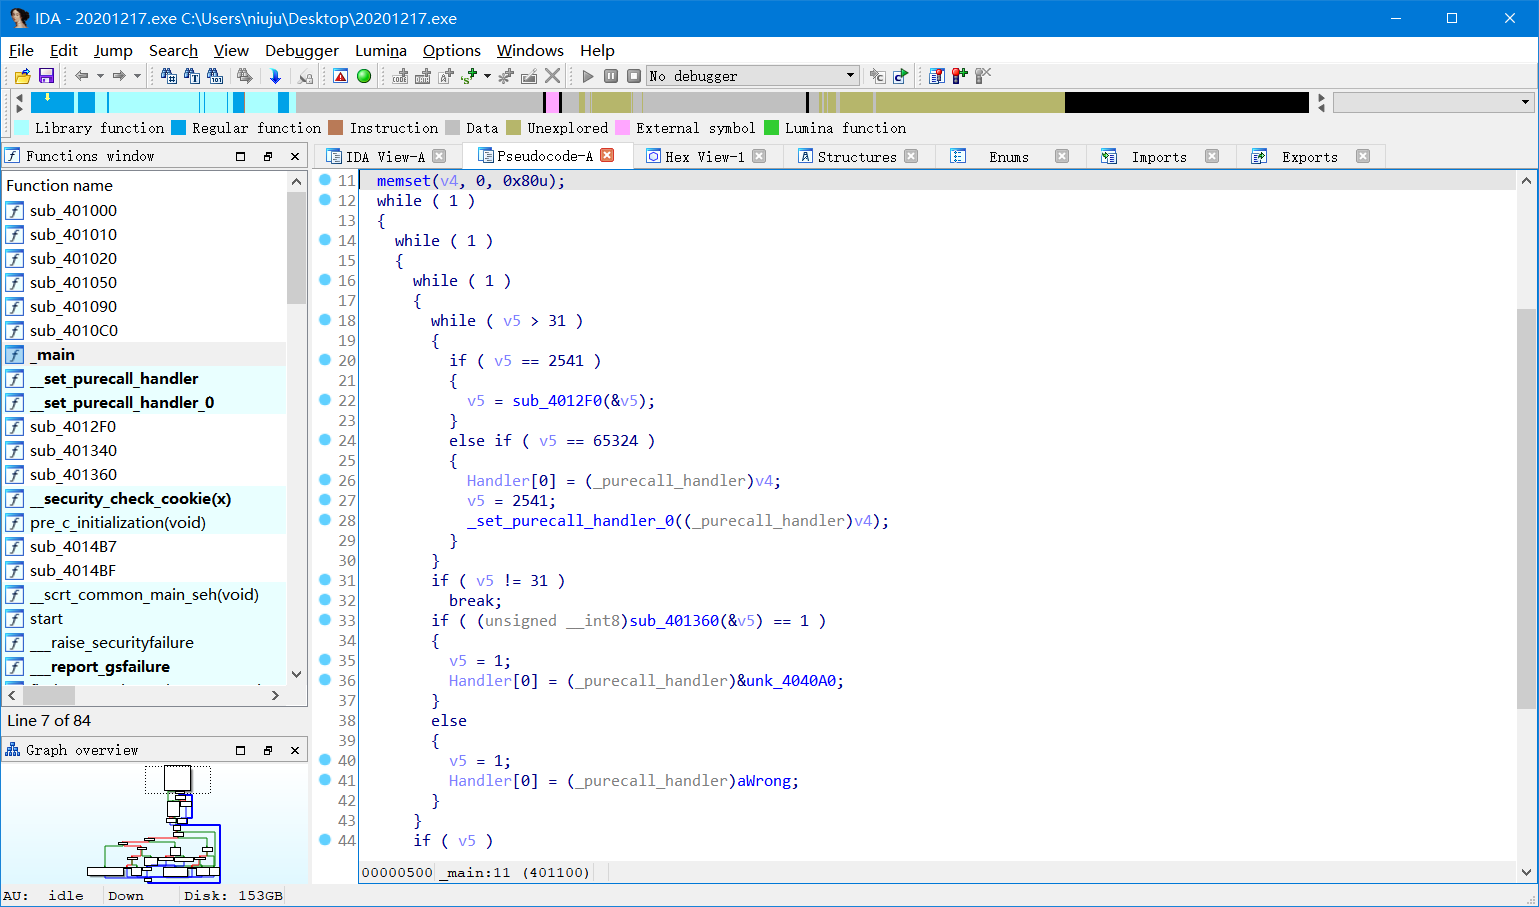 IDA - 20201217.exe C:\Users\niuju\Desktop\20201217.exe
File Edit Jump Search View Debugger Lumina Options Windows Help
No debugger
Library function Regular function Instruction Data Unexplored External symbol Lumina function
Functions window
IDA View-A Pseudocode-A Hex View-1 Structures Enums Imports Exports
Function name
sub_401000
sub_401010
sub_401020
sub_401050
sub_401090
sub_4010C0
_main
__set_purecall_handler
__set_purecall_handler_0
sub_4012F0
sub_401340
sub_401360
__security_check_cookie(x)
pre_c_initialization(void)
sub_4014B7
sub_4014BF
__scrt_common_main_seh(void)
start
___raise_securityfailure
___report_gsfailure
Line 7 of 84
Graph overview
11 memset(v4, 0, 0x80u);
12 while ( 1 )
13 {
14 while ( 1 )
15 {
16 while ( 1 )
17 {
18 while ( v5 > 31 )
19 {
20 if ( v5 == 2541 )
21 {
22 v5 = sub_4012F0(&v5);
23 }
24 else if ( v5 == 65324 )
25 {
26 Handler[0] = (_purecall_handler)v4;
27 v5 = 2541;
28 _set_purecall_handler_0((_purecall_handler)v4);
29 }
30 }
31 if ( v5 != 31 )
32 break;
33 if ( (unsigned __int8)sub_401360(&v5) == 1 )
34 {
35 v5 = 1;
36 Handler[0] = (_purecall_handler)&unk_4040A0;
37 }
38 else
39 {
40 v5 = 1;
41 Handler[0] = (_purecall_handler)aWrong;
42 }
43 }
44 if ( v5 )
00000500 _main:11 (401100)
AU: idle Down Disk: 153GB